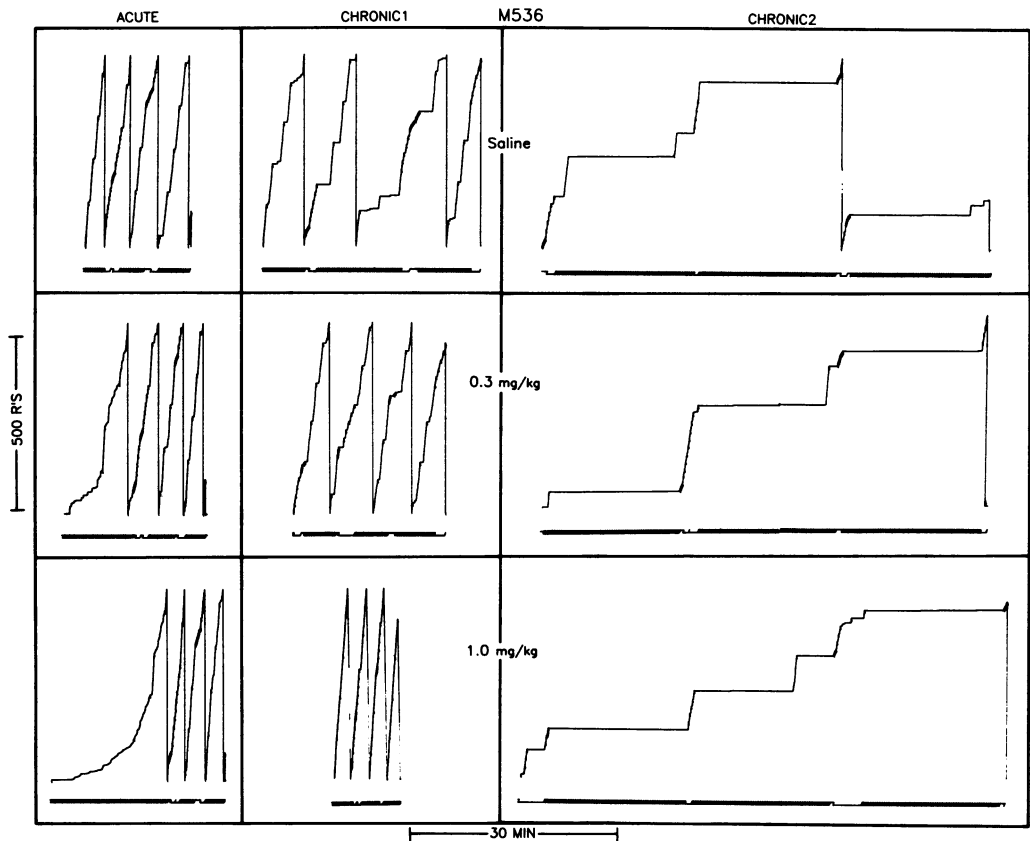 ACUTE CHRONIC1 M536 CHRONIC2
Saline
0.3 mg/kg
500 R'S
1.0 mg/kg
30 MIN